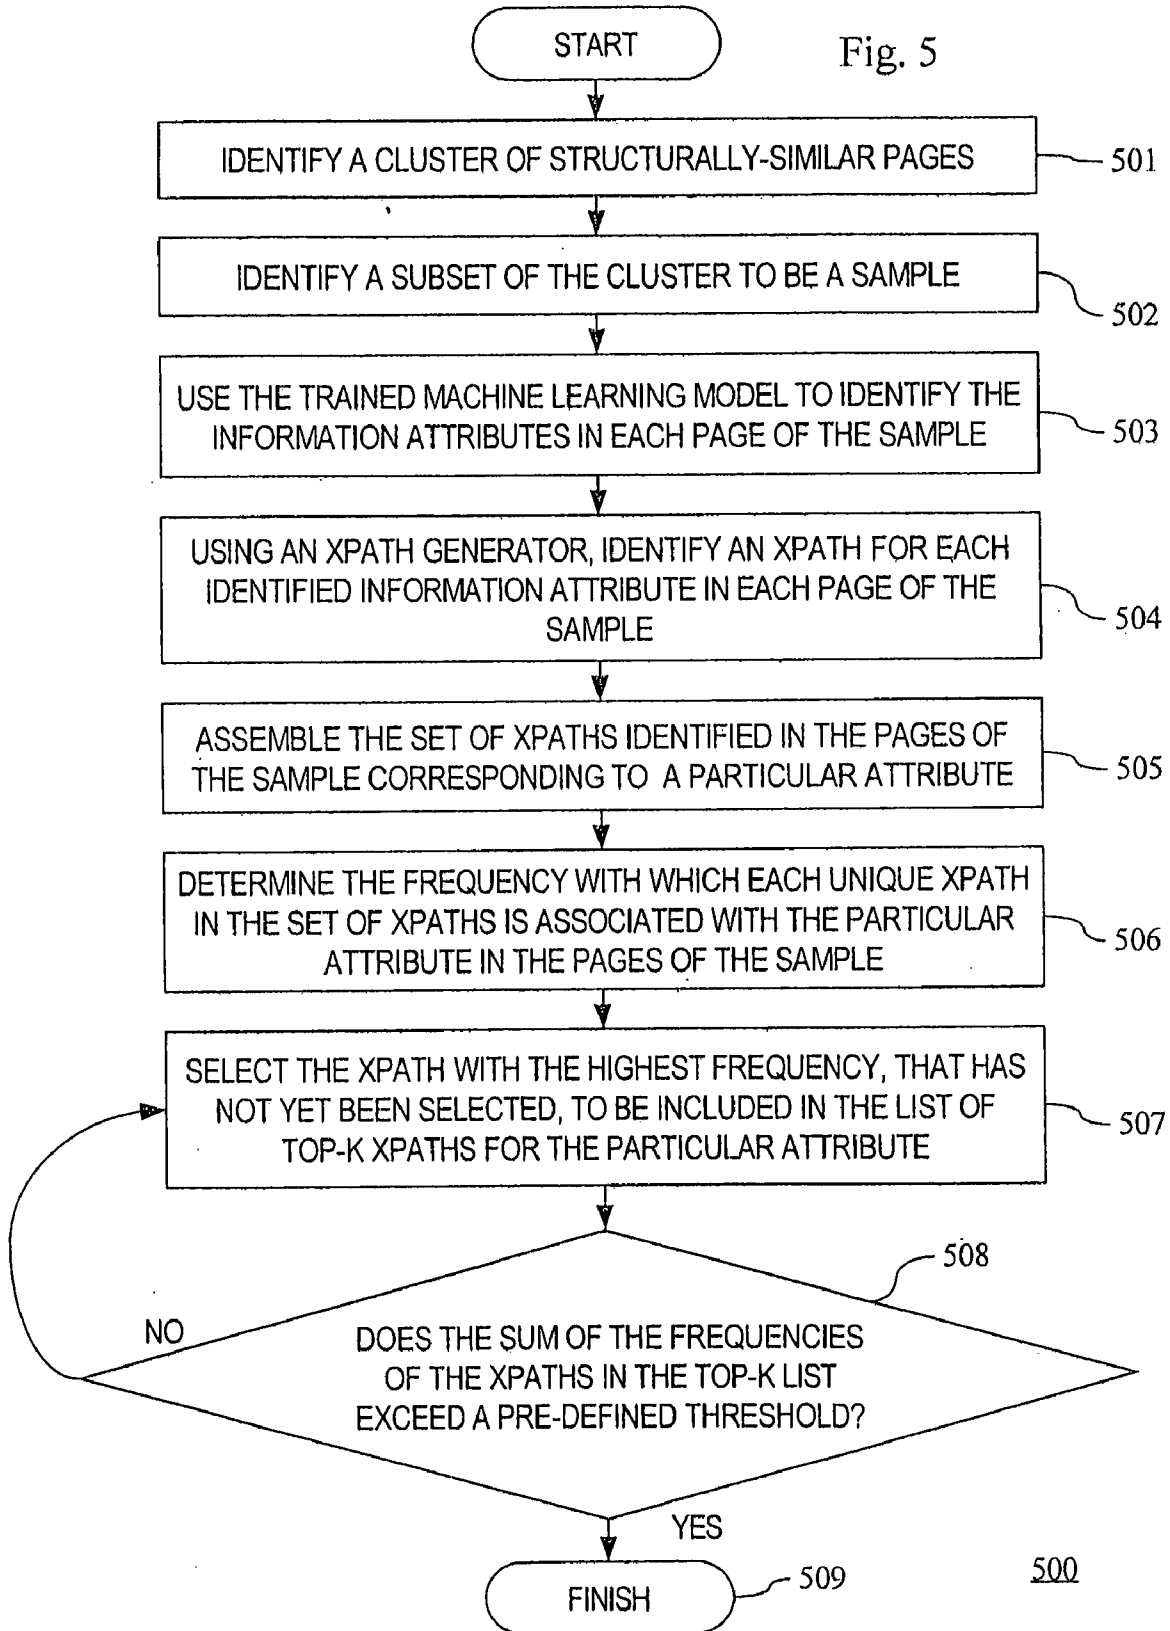 START
Fig. 5
IDENTIFY A CLUSTER OF STRUCTURALLY-SIMILAR PAGES
501
IDENTIFY A SUBSET OF THE CLUSTER TO BE A SAMPLE
502
USE THE TRAINED MACHINE LEARNING MODEL TO IDENTIFY THE
INFORMATION ATTRIBUTES IN EACH PAGE OF THE SAMPLE
503
USING AN XPATH GENERATOR, IDENTIFY AN XPATH FOR EACH
IDENTIFIED INFORMATION ATTRIBUTE IN EACH PAGE OF THE
SAMPLE
504
ASSEMBLE THE SET OF XPATHS IDENTIFIED IN THE PAGES OF
THE SAMPLE CORRESPONDING TO A PARTICULAR ATTRIBUTE
505
DETERMINE THE FREQUENCY WITH WHICH EACH UNIQUE XPATH
IN THE SET OF XPATHS IS ASSOCIATED WITH THE PARTICULAR
ATTRIBUTE IN THE PAGES OF THE SAMPLE
506
SELECT THE XPATH WITH THE HIGHEST FREQUENCY, THAT HAS
NOT YET BEEN SELECTED, TO BE INCLUDED IN THE LIST OF
TOP-K XPATHS FOR THE PARTICULAR ATTRIBUTE
507
508
NO
DOES THE SUM OF THE FREQUENCIES
OF THE XPATHS IN THE TOP-K LIST
EXCEED A PRE-DEFINED THRESHOLD?
YES
FINISH
509
500